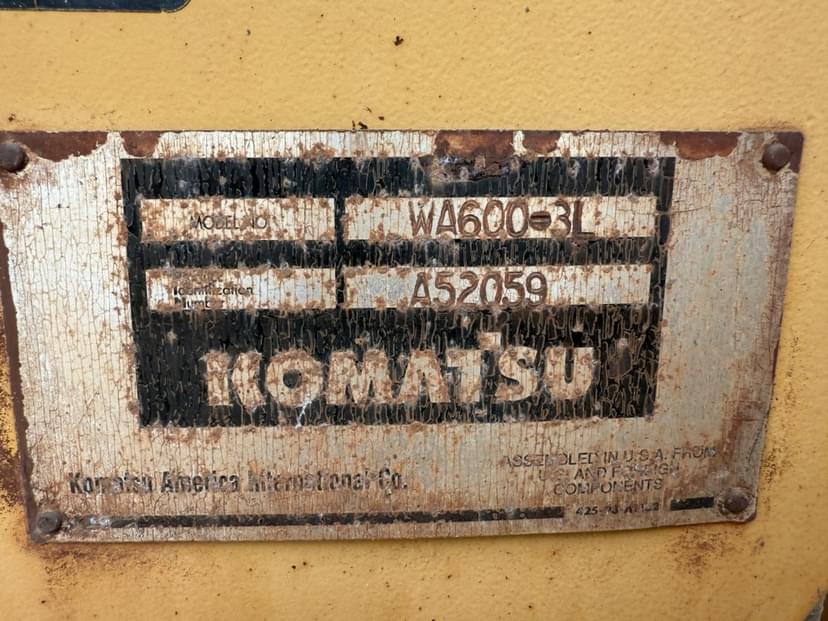 MODEL NO WA600-3L
Identification
Number A52059
KOMATSU
Komatsu America International Co.
ASSEMBLED IN U.S.A. FROM
U.S. AND FOREIGN
COMPONENTS